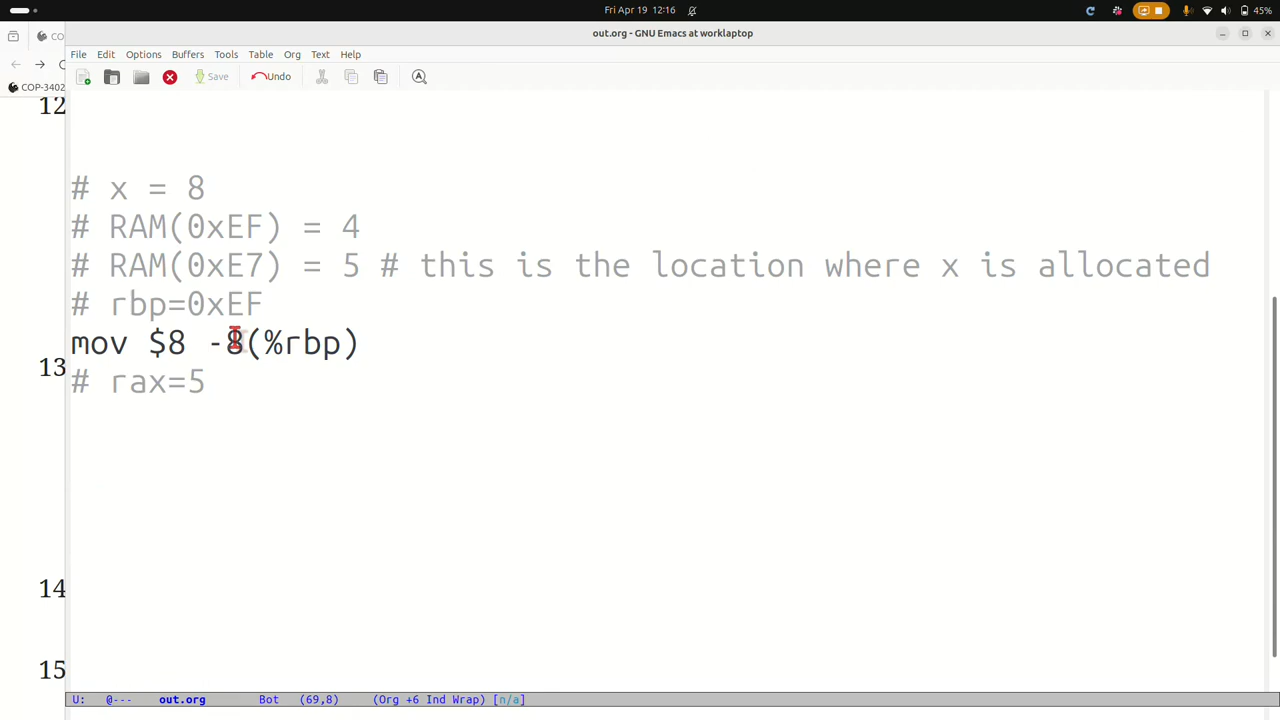 Fri Apr 19 12:16
45%
out.org - GNU Emacs at worklaptop
CO
File Edit Options Buffers Tools Table Org Text Help
Save Undo
COP-3402
12
# x = 8
# RAM(0xEF) = 4
# RAM(0xE7) = 5 # this is the location where x is allocated
# rbp=0xEF
mov $8 -8(%rbp)
13
# rax=5
14
15
U: @--- out.org Bot (69,8) (Org +6 Ind Wrap) [n/a]